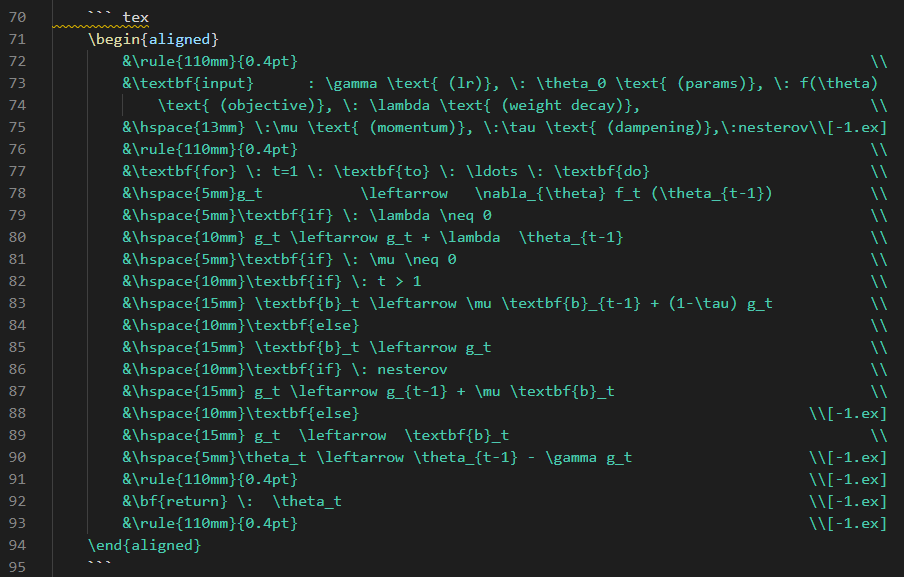 70 ``` tex
71 \begin{aligned}
72 &\rule{110mm}{0.4pt} \\
73 &\textbf{input} : \gamma \text{ (lr)}, \: \theta_0 \text{ (params)}, \: f(\theta)
74 \text{ (objective)}, \: \lambda \text{ (weight decay)}, \\
75 &\hspace{13mm} \:\mu \text{ (momentum)}, \:\tau \text{ (dampening)},\:nesterov\\[-1.ex]
76 &\rule{110mm}{0.4pt} \\
77 &\textbf{for} \: t=1 \: \textbf{to} \: \ldots \: \textbf{do} \\
78 &\hspace{5mm}g_t \leftarrow \nabla_{\theta} f_t (\theta_{t-1}) \\
79 &\hspace{5mm}\textbf{if} \: \lambda \neq 0 \\
80 &\hspace{10mm} g_t \leftarrow g_t + \lambda \theta_{t-1} \\
81 &\hspace{5mm}\textbf{if} \: \mu \neq 0 \\
82 &\hspace{10mm}\textbf{if} \: t > 1 \\
83 &\hspace{15mm} \textbf{b}_t \leftarrow \mu \textbf{b}_{t-1} + (1-\tau) g_t \\
84 &\hspace{10mm}\textbf{else} \\
85 &\hspace{15mm} \textbf{b}_t \leftarrow g_t \\
86 &\hspace{10mm}\textbf{if} \: nesterov \\
87 &\hspace{15mm} g_t \leftarrow g_{t-1} + \mu \textbf{b}_t \\
88 &\hspace{10mm}\textbf{else} \\[-1.ex]
89 &\hspace{15mm} g_t \leftarrow \textbf{b}_t \\
90 &\hspace{5mm}\theta_t \leftarrow \theta_{t-1} - \gamma g_t \\[-1.ex]
91 &\rule{110mm}{0.4pt} \\[-1.ex]
92 &\bf{return} \: \theta_t \\[-1.ex]
93 &\rule{110mm}{0.4pt} \\[-1.ex]
94 \end{aligned}
95 ```